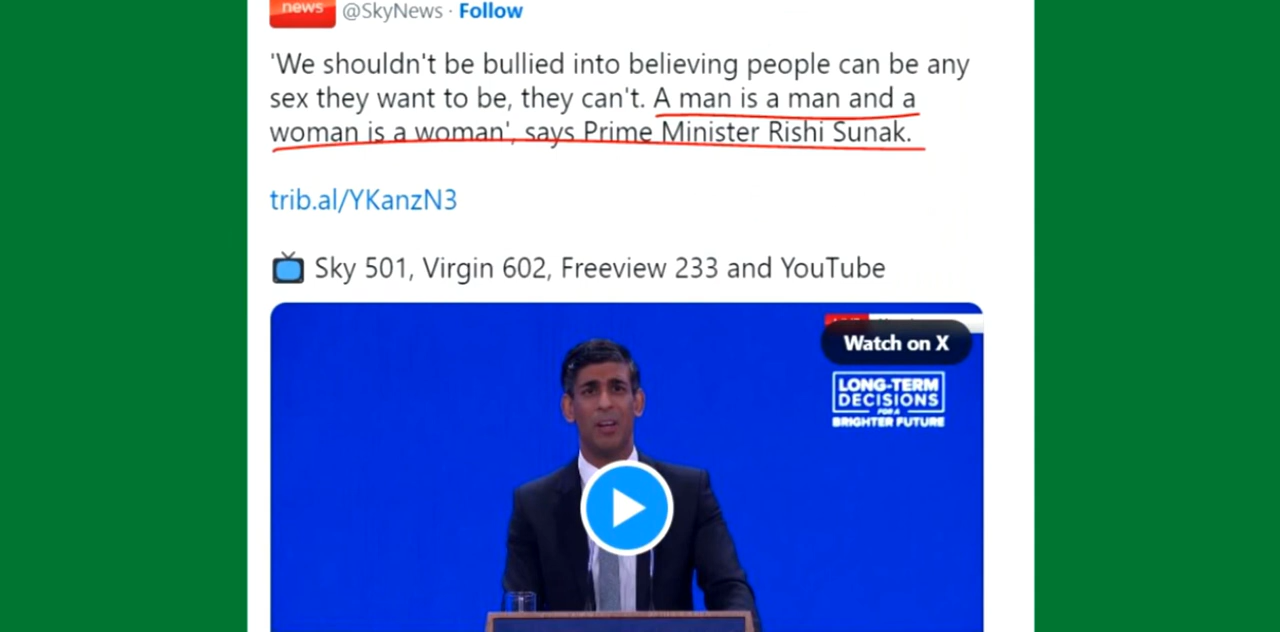 news
@SkyNews · Follow
'We shouldn't be bullied into believing people can be any
sex they want to be, they can't. A man is a man and a
woman is a woman', says Prime Minister Rishi Sunak.
trib.al/YKanzN3
Sky 501, Virgin 602, Freeview 233 and YouTube
Watch on X
LONG-TERM
DECISIONS
FOR A
BRIGHTER FUTURE